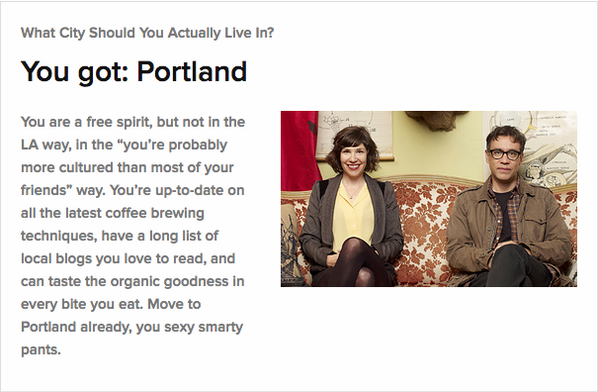 What City Should You Actually Live In?
You got: Portland
You are a free spirit, but not in the
LA way, in the “you’re probably
more cultured than most of your
friends” way. You’re up-to-date on
all the latest coffee brewing
techniques, have a long list of
local blogs you love to read, and
can taste the organic goodness in
every bite you eat. Move to
Portland already, you sexy smarty
pants.